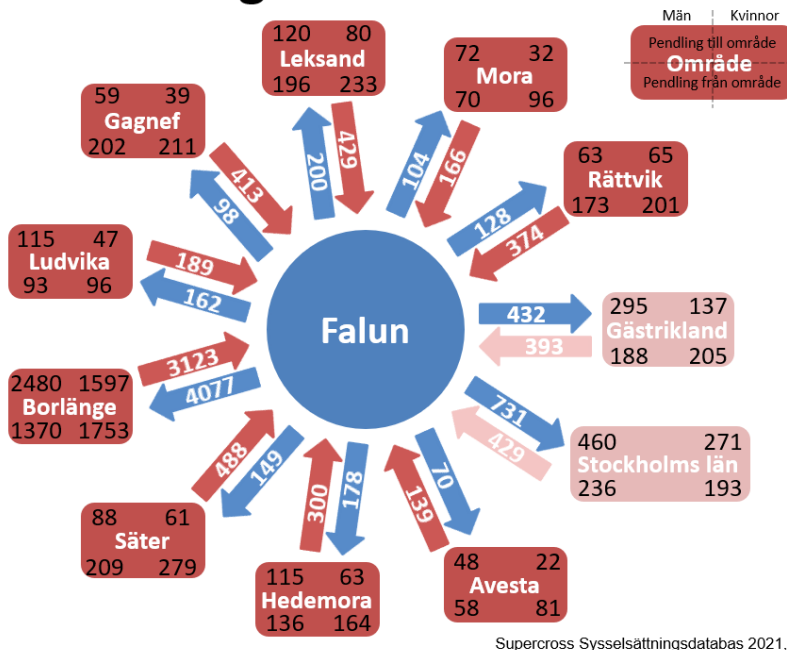 Män Kvinnor
Pendling till område
Område
Pendling från område
120 80
Leksand
196 233
72 32
Mora
70 96
59 39
Gagnef
202 211
63 65
Rättvik
173 201
413
98
200
429
104
166
128
374
115 47
Ludvika
93 96
189
162
Falun
432
393
295 137
Gästrikland
188 205
2480 1597
Borlänge
1370 1753
3123
4077
731
429
460 271
Stockholms län
236 193
488
149
300
178
139
70
88 61
Säter
209 279
115 63
Hedemora
136 164
48 22
Avesta
58 81
Supercross Sysselsättningsdatabas 2021,